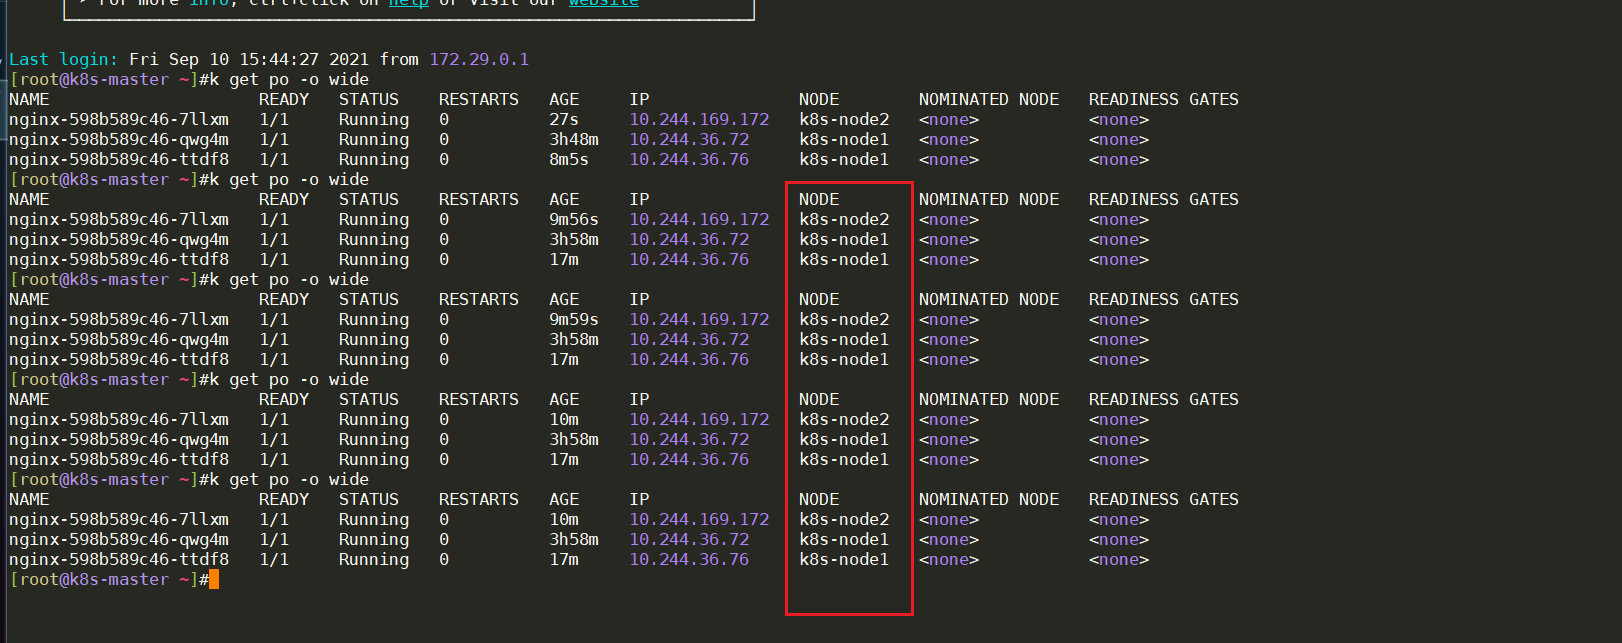 • For more info, ctrl+click on help or visit our website
Last login: Fri Sep 10 15:44:27 2021 from 172.29.0.1
[root@k8s-master ~]#k get po -o wide
NAME READY STATUS RESTARTS AGE IP NODE NOMINATED NODE READINESS GATES
nginx-598b589c46-7llxm 1/1 Running 0 27s 10.244.169.172 k8s-node2 <none> <none>
nginx-598b589c46-qwg4m 1/1 Running 0 3h48m 10.244.36.72 k8s-node1 <none> <none>
nginx-598b589c46-ttdf8 1/1 Running 0 8m5s 10.244.36.76 k8s-node1 <none> <none>
[root@k8s-master ~]#k get po -o wide
NAME READY STATUS RESTARTS AGE IP NODE NOMINATED NODE READINESS GATES
nginx-598b589c46-7llxm 1/1 Running 0 9m56s 10.244.169.172 k8s-node2 <none> <none>
nginx-598b589c46-qwg4m 1/1 Running 0 3h58m 10.244.36.72 k8s-node1 <none> <none>
nginx-598b589c46-ttdf8 1/1 Running 0 17m 10.244.36.76 k8s-node1 <none> <none>
[root@k8s-master ~]#k get po -o wide
NAME READY STATUS RESTARTS AGE IP NODE NOMINATED NODE READINESS GATES
nginx-598b589c46-7llxm 1/1 Running 0 9m59s 10.244.169.172 k8s-node2 <none> <none>
nginx-598b589c46-qwg4m 1/1 Running 0 3h58m 10.244.36.72 k8s-node1 <none> <none>
nginx-598b589c46-ttdf8 1/1 Running 0 17m 10.244.36.76 k8s-node1 <none> <none>
[root@k8s-master ~]#k get po -o wide
NAME READY STATUS RESTARTS AGE IP NODE NOMINATED NODE READINESS GATES
nginx-598b589c46-7llxm 1/1 Running 0 10m 10.244.169.172 k8s-node2 <none> <none>
nginx-598b589c46-qwg4m 1/1 Running 0 3h58m 10.244.36.72 k8s-node1 <none> <none>
nginx-598b589c46-ttdf8 1/1 Running 0 17m 10.244.36.76 k8s-node1 <none> <none>
[root@k8s-master ~]#k get po -o wide
NAME READY STATUS RESTARTS AGE IP NODE NOMINATED NODE READINESS GATES
nginx-598b589c46-7llxm 1/1 Running 0 10m 10.244.169.172 k8s-node2 <none> <none>
nginx-598b589c46-qwg4m 1/1 Running 0 3h58m 10.244.36.72 k8s-node1 <none> <none>
nginx-598b589c46-ttdf8 1/1 Running 0 17m 10.244.36.76 k8s-node1 <none> <none>
[root@k8s-master ~]#